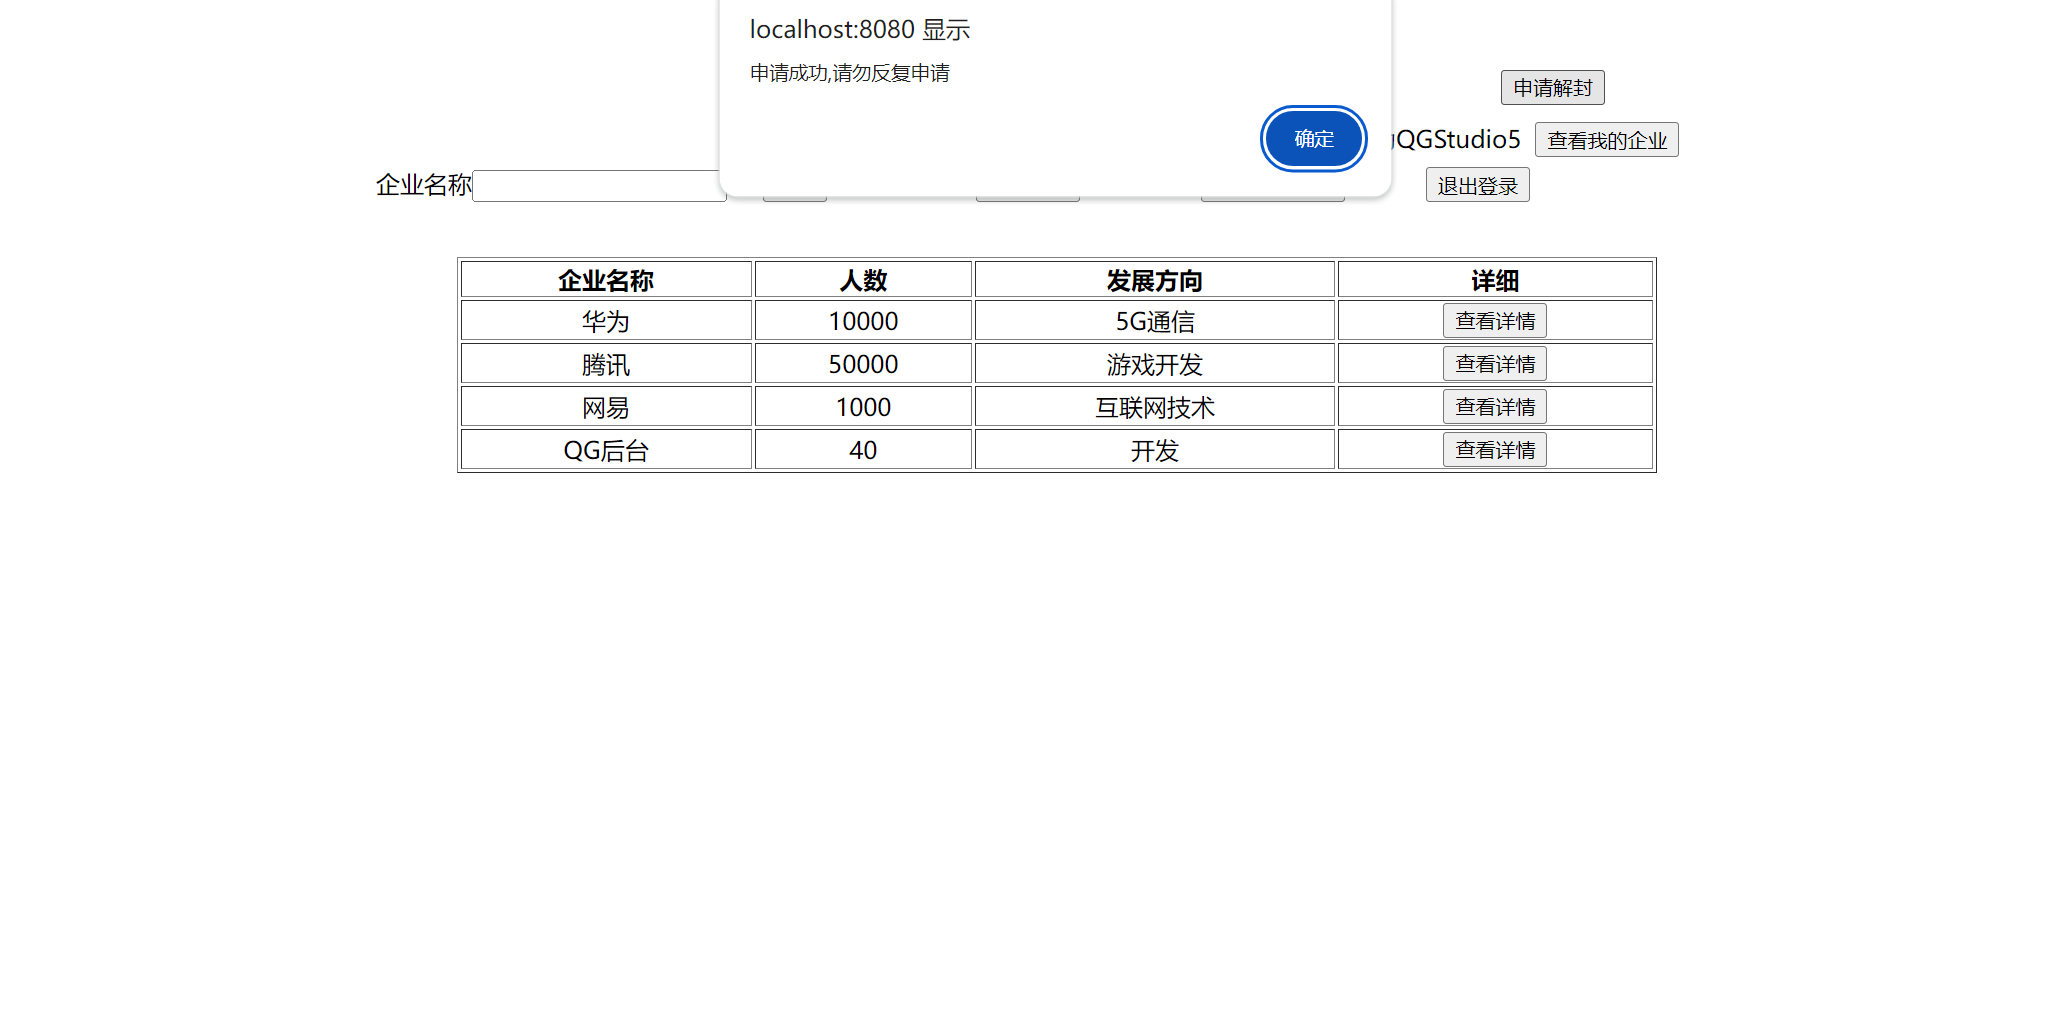 localhost:8080 显示
申请成功,请勿反复申请
确定
申请解封
QGStudio5 查看我的企业
企业名称 退出登录
企业名称 人数 发展方向 详细
华为 10000 5G通信 查看详情
腾讯 50000 游戏开发 查看详情
网易 1000 互联网技术 查看详情
QG后台 40 开发 查看详情